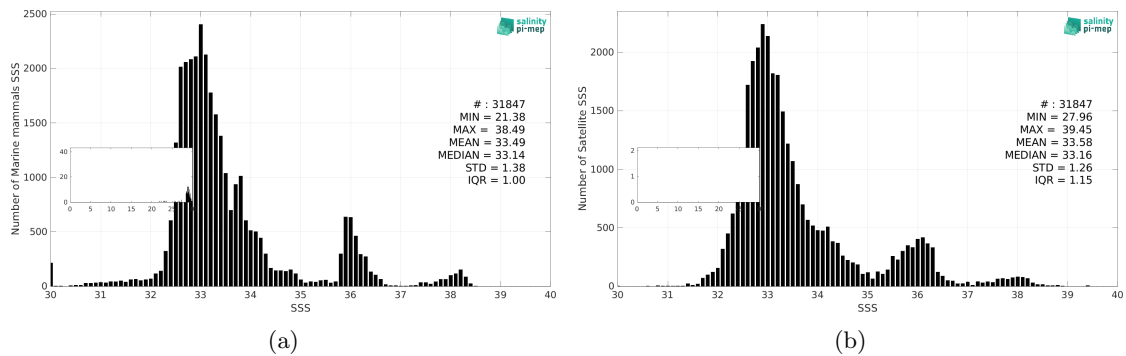 2500
2000
1500
1000
500
0
Number of Marine mammals SSS
salinity
pi-mep
# : 31847
MIN = 21.38
MAX = 38.49
MEAN = 33.49
MEDIAN = 33.14
STD = 1.38
IQR = 1.00
40
20
0
0 5 10 15 20 25
30 31 32 33 34 35 36 37 38 39 40
SSS
(a)
2000
1500
1000
500
0
Number of Satellite SSS
salinity
pi-mep
# : 31847
MIN = 27.96
MAX = 39.45
MEAN = 33.58
MEDIAN = 33.16
STD = 1.26
IQR = 1.15
2
1
1
0
0 5 10 15 20 25
30 31 32 33 34 35 36 37 38 39 40
SSS
(b)